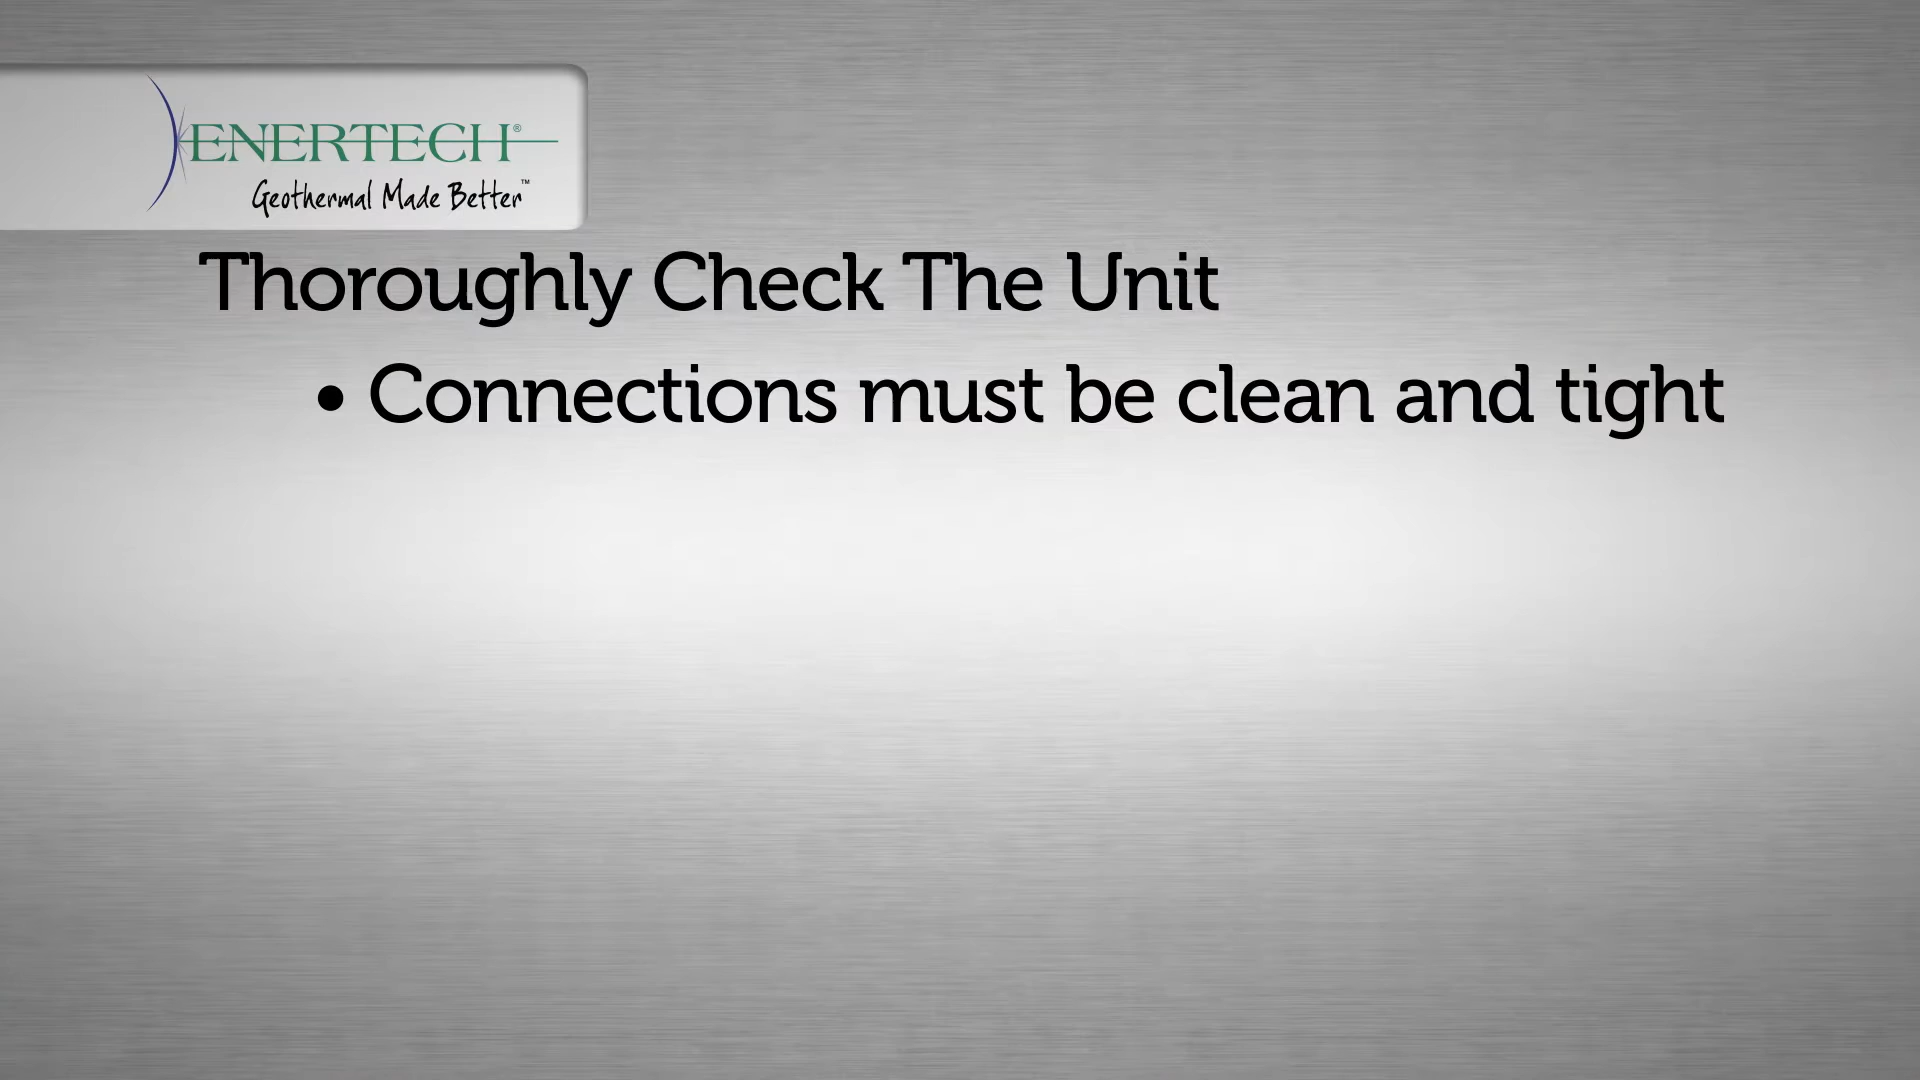 ENERTECH®
Geothermal Made Better™
Thoroughly Check The Unit
• Connections must be clean and tight